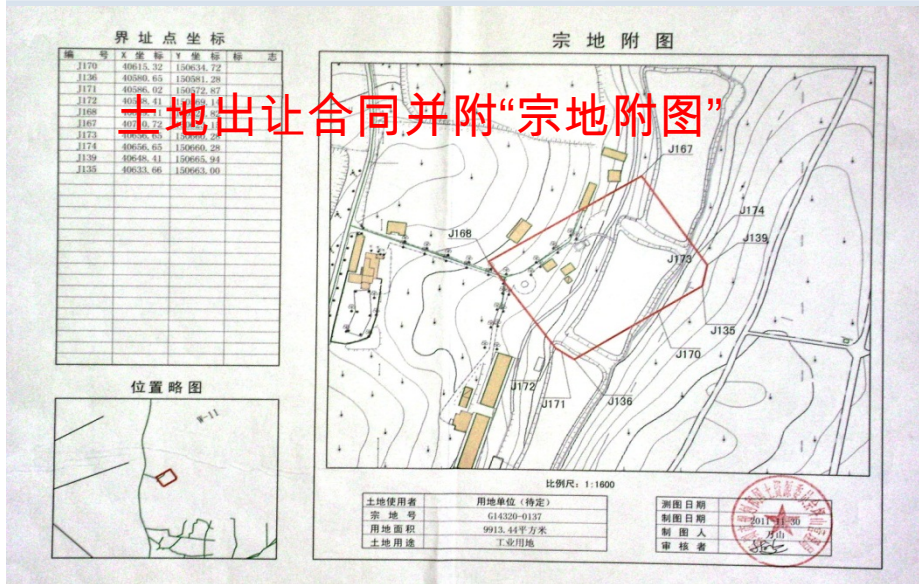 界址点坐标
编 号 X 坐 标 Y 坐 标 标 志
J170 40615.32 150634.72
J136 40580.65 150581.28
J171 40586.02 150572.87
J172
J168
J167
J173 40656.65 150660.28
J174 40656.65 150660.28
J139 40648.41 150665.94
J135 40633.66 150663.00
土地出让合同并附“宗地附图”
宗地附图
J167
J174
J168
J139
J173
J135
J170
J172
J171
J136
位置略图
W-11
比例尺：1:1600
土地使用者 用地单位（待定）
宗 地 号 G14320-0137
用地面积 9913.44平方米
土地用途 工业用地
测图日期
制图日期 2011-11-30
制 图 人 万山
审 核 者